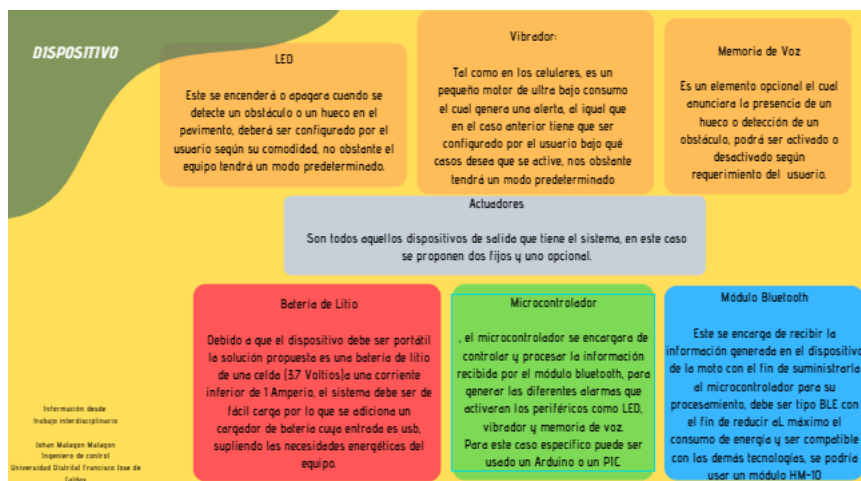 DISPOSITIVO
LED
Este se encenderá o apagara cuando se
detecte un obstáculo o un hueco en el
pavimento, deberá ser configurado por el
usuario según su comodidad, no obstante el
equipo tendrá un modo predeterminado.
Vibrador:
Tal como en los celulares, es un
pequeño motor de ultra bajo consumo
el cual genera una alerta, al igual que
en el caso anterior tiene que ser
configurado por el usuario bajo qué
casos desea que se active, nos obstante
tendrá un modo predeterminado
Memoria de Voz
Es un elemento opcional el cual
anunciara la presencia de un
hueco o detección de un
obstáculo, podrá ser activado o
desactivado según
requerimiento del usuario.
Actuadores
Son todos aquellos dispositivos de salida que tiene el sistema, en este caso
se proponen dos fijos y uno opcional.
Batería de Litio
Debido a que el dispositivo debe ser portátil
la solución propuesta es una batería de litio
de una celda (3.7 Voltios)a una corriente
inferior de 1 Amperio, el sistema debe ser de
fácil carga por lo que se adiciona un
cargador de batería cuya entrada es usb,
supliendo las necesidades energéticas del
equipo.
Microcontrolador
, el microcontrolador se encargara de
controlar y procesar la información
recibida por el módulo bluetooth, para
generar las diferentes alarmas que
activaran los periféricos como LED,
vibrador y memoria de voz.
Para este caso específico puede ser
usado un Arduino o un PIC.
Módulo Bluetooth
Este se encarga de recibir la
información generada en el dispositivo
de la moto con el fin de suministrarla
al microcontrolador para su
procesamiento, debe ser tipo BLE con
el fin de reducir aL máximo el
consumo de energía y ser compatible
con las demás tecnologías, se podría
usar un módulo HM-10
Información desde
trabajo interdisciplinario
Johan Malagon Malagon
Ingeniero de control
Universidad Distrital Francisco Jose de
Caldas